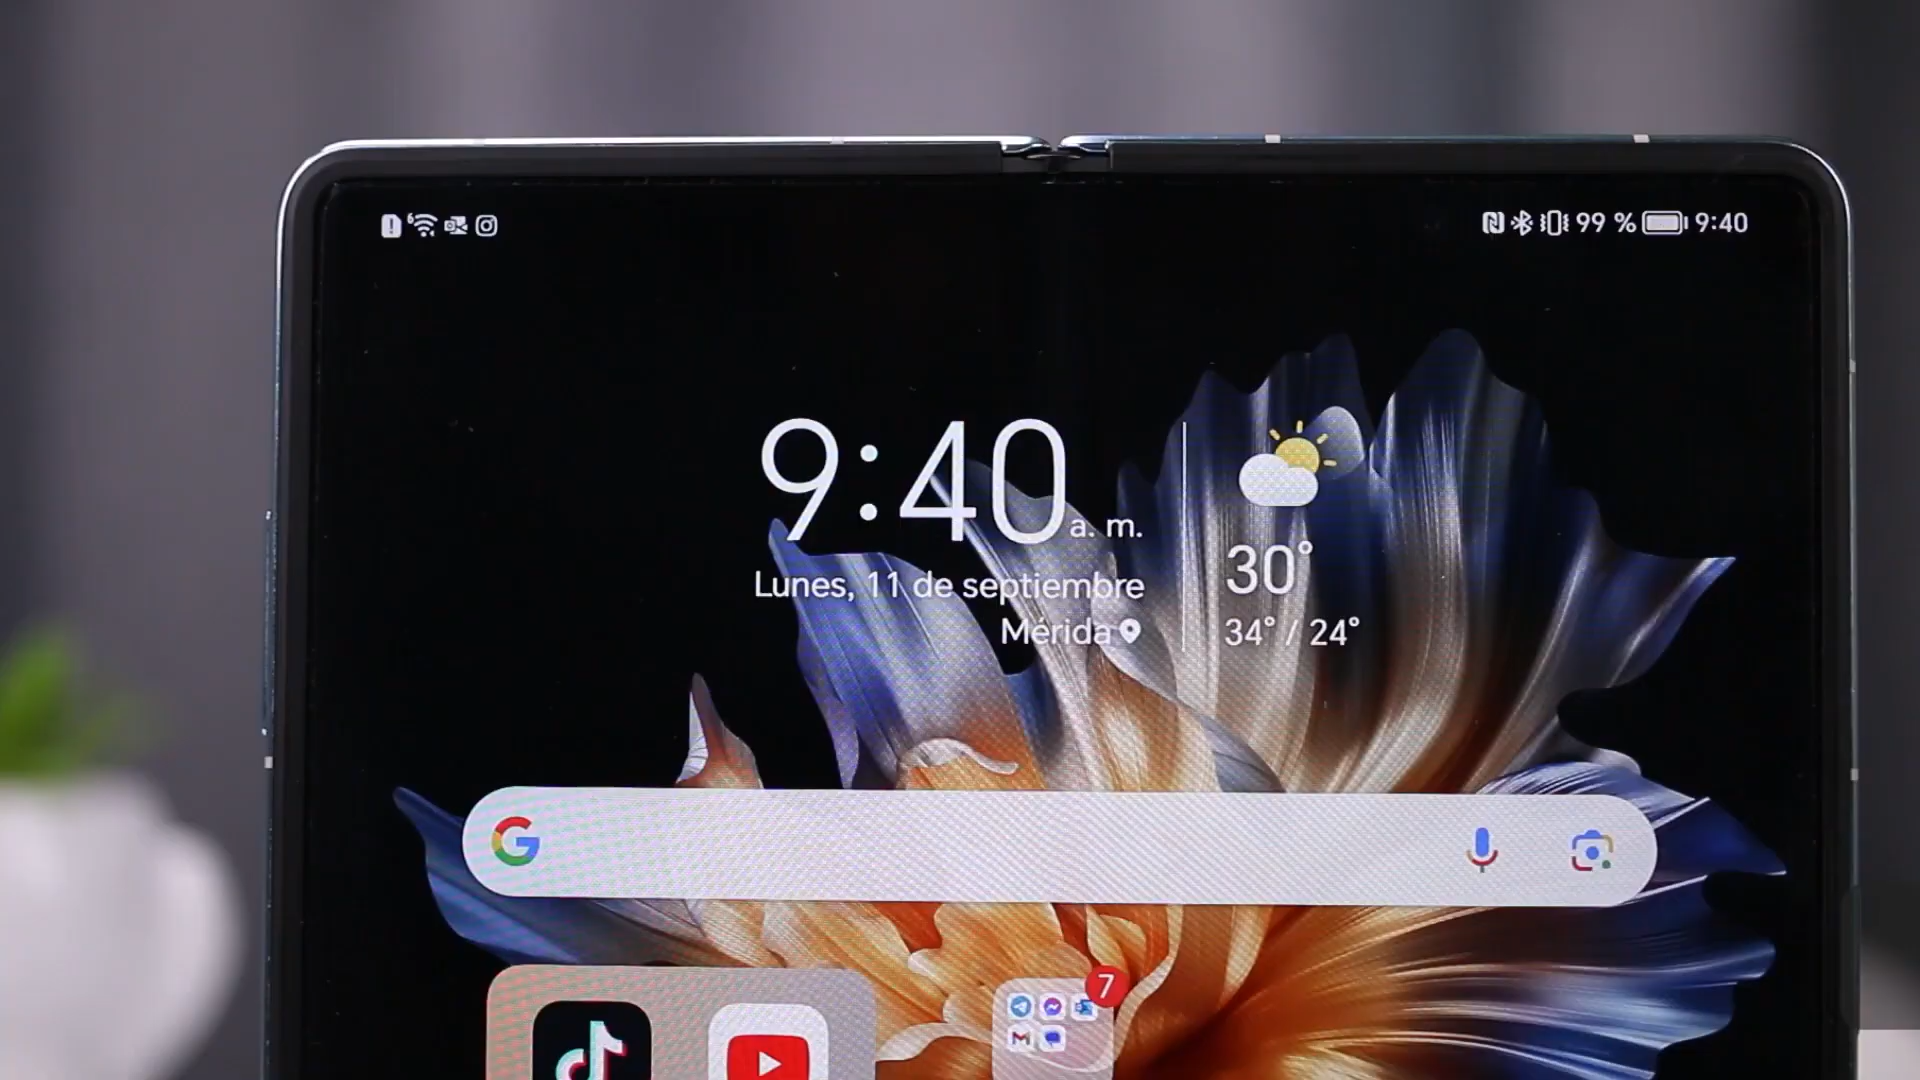 99 % 9:40
9:40 a. m.
Lunes, 11 de septiembre
Mérida
30°
34° / 24°
7